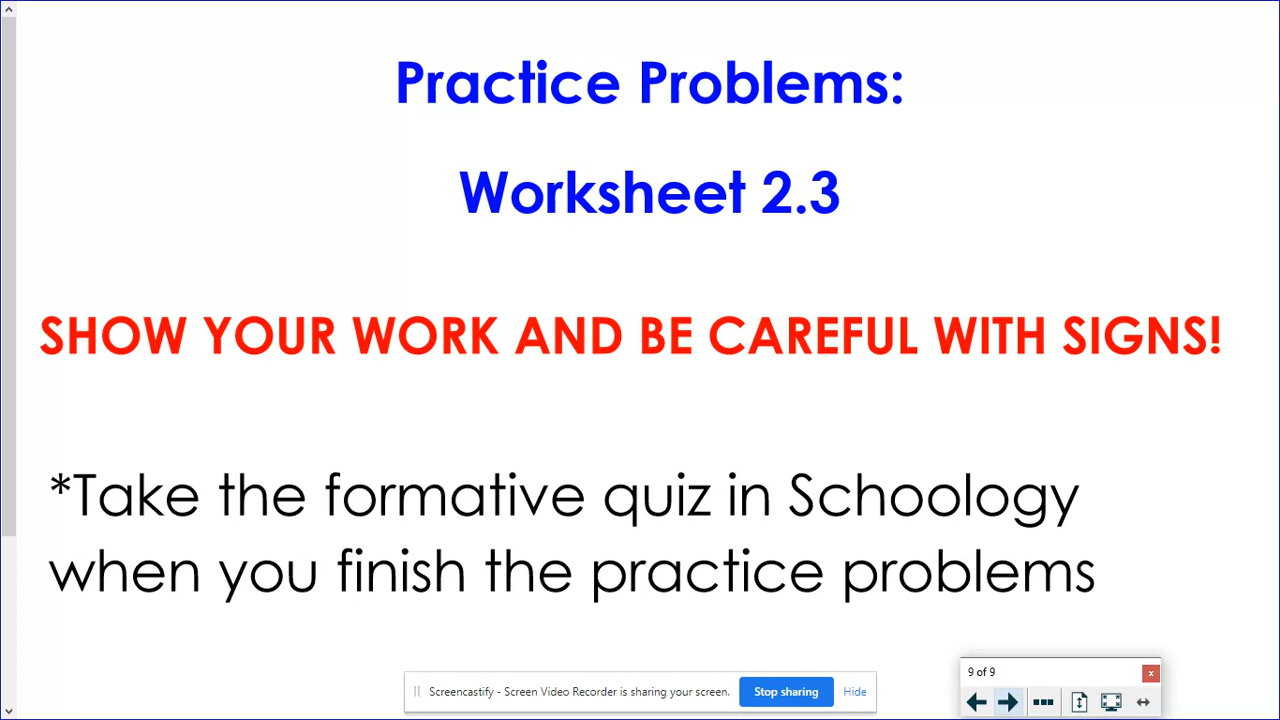 Practice Problems:
Worksheet 2.3
SHOW YOUR WORK AND BE CAREFUL WITH SIGNS!
*Take the formative quiz in Schoology
when you finish the practice problems
Screencastify - Screen Video Recorder is sharing your screen.
Stop sharing
Hide
9 of 9